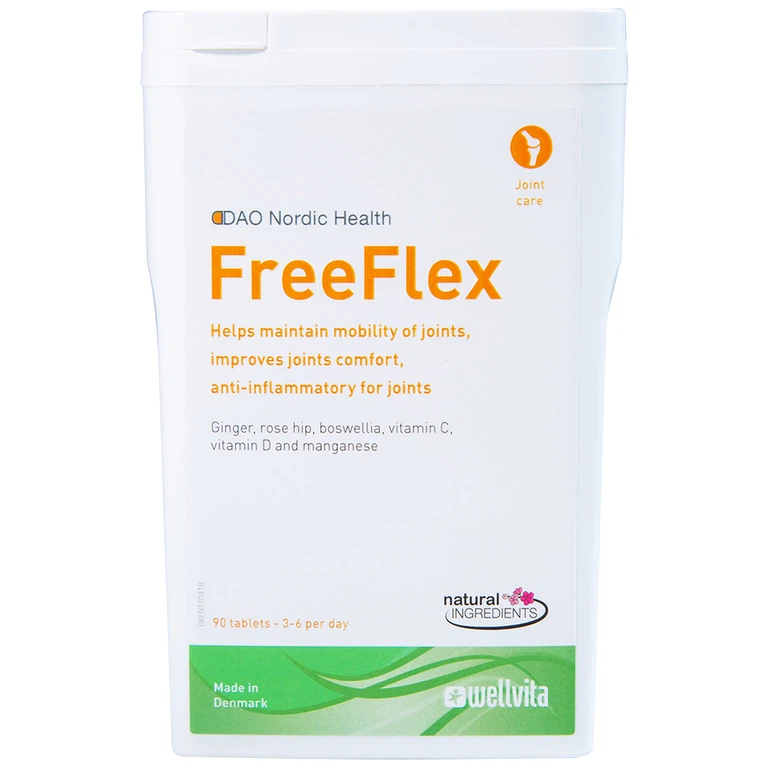 Joint
care
DAO Nordic Health
FreeFlex
Helps maintain mobility of joints,
improves joints comfort,
anti-inflammatory for joints
Ginger, rose hip, boswellia, vitamin C,
vitamin D and manganese
natural
INGREDIENTS
90 tablets - 3-6 per day
Made in
Denmark
wellvita